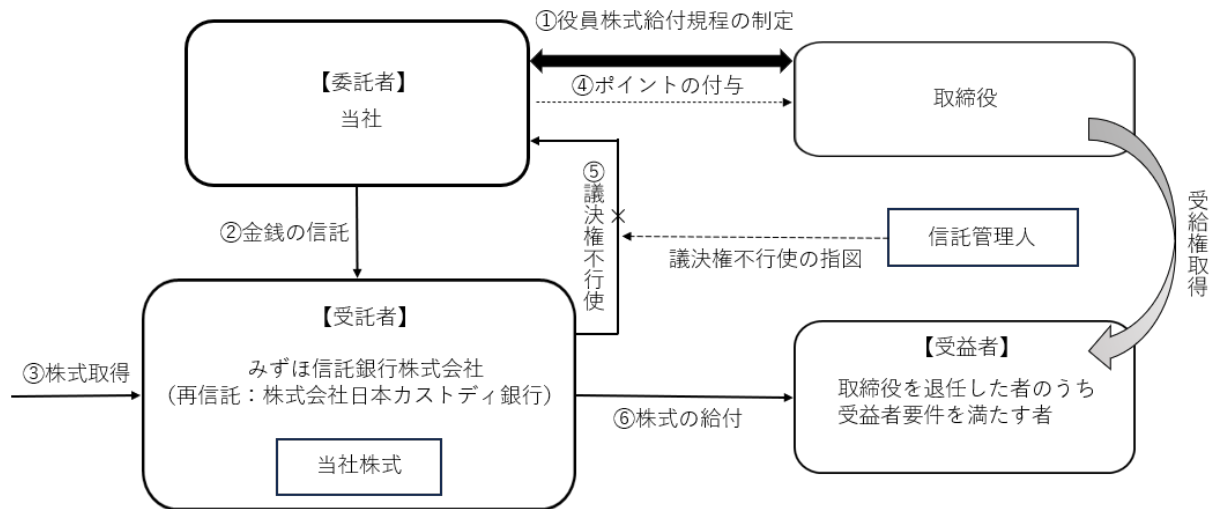 ①役員株式給付規程の制定
【委託者】
当社
④ポイントの付与
取締役
⑤議決権不行使
②金銭の信託
信託管理人
議決権不行使の指図
受給権取得
【受託者】
みずほ信託銀行株式会社
（再信託：株式会社日本カストディ銀行）
当社株式
③株式取得
⑥株式の給付
【受益者】
取締役を退任した者のうち
受益者要件を満たす者